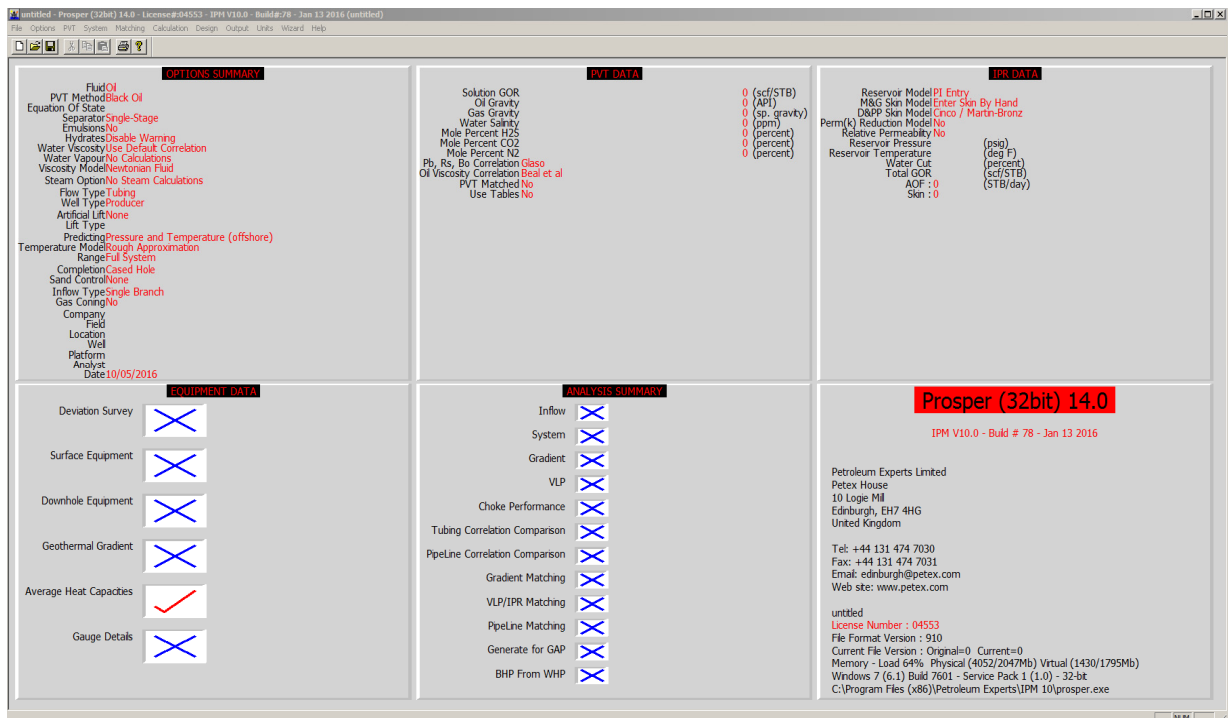 untitled - Prosper (32bit) 14.0 - License#:04553 - IPM V10.0 - Build#:78 - Jan 13 2016 (untitled)
File Options PVT System Matching Calculation Design Output Units Wizard Help
OPTIONS SUMMARY
Fluid Oil
PVT Method Black Oil
Equation Of State
Separator Single-Stage
Emulsions No
Hydrates Disable Warning
Water Viscosity Use Default Correlation
Water Vapour No Calculations
Viscosity Model Newtonian Fluid
Steam Option No Steam Calculations
Flow Type Tubing
Well Type Producer
Artificial Lift None
Lift Type
Predicting Pressure and Temperature (offshore)
Temperature Model Rough Approximation
Range Full System
Completion Cased Hole
Sand Control None
Inflow Type Single Branch
Gas Coning No
Company
Field
Location
Well
Platform
Analyst
Date 10/05/2016
PVT DATA
Solution GOR 0 (scf/STB)
Oil Gravity 0 (API)
Gas Gravity 0 (sp. gravity)
Water Salinity 0 (ppm)
Mole Percent H2S 0 (percent)
Mole Percent CO2 0 (percent)
Mole Percent N2 0 (percent)
Pb, Rs, Bo Correlation Glaso
Oil Viscosity Correlation Beal et al
PVT Matched No
Use Tables No
IPR DATA
Reservoir Model PI Entry
M&G Skin Model Enter Skin By Hand
D&PP Skin Model Cinco / Martin-Bronz
Perm(k) Reduction Model No
Relative Permeability No
Reservoir Pressure (psig)
Reservoir Temperature (deg F)
Water Cut (percent)
Total GOR (scf/STB)
AOF : 0 (STB/day)
Skin : 0
EQUIPMENT DATA
Deviation Survey
Surface Equipment
Downhole Equipment
Geothermal Gradient
Average Heat Capacities
Gauge Details
ANALYSIS SUMMARY
Inflow
System
Gradient
VLP
Choke Performance
Tubing Correlation Comparison
PipeLine Correlation Comparison
Gradient Matching
VLP/IPR Matching
PipeLine Matching
Generate for GAP
BHP From WHP
Prosper (32bit) 14.0
IPM V10.0 - Build # 78 - Jan 13 2016
Petroleum Experts Limited
Petex House
10 Logie Mill
Edinburgh, EH7 4HG
United Kingdom
Tel: +44 131 474 7030
Fax: +44 131 474 7031
Email: edinburgh@petex.com
Web site: www.petex.com
untitled
License Number : 04553
File Format Version : 910
Current File Version : Original=0 Current=0
Memory - Load 64% Physical (4052/2047Mb) Virtual (1430/1795Mb)
Windows 7 (6.1) Build 7601 - Service Pack 1 (1.0) - 32-bit
C:\Program Files (x86)\Petroleum Experts\IPM 10\prosper.exe
NUM